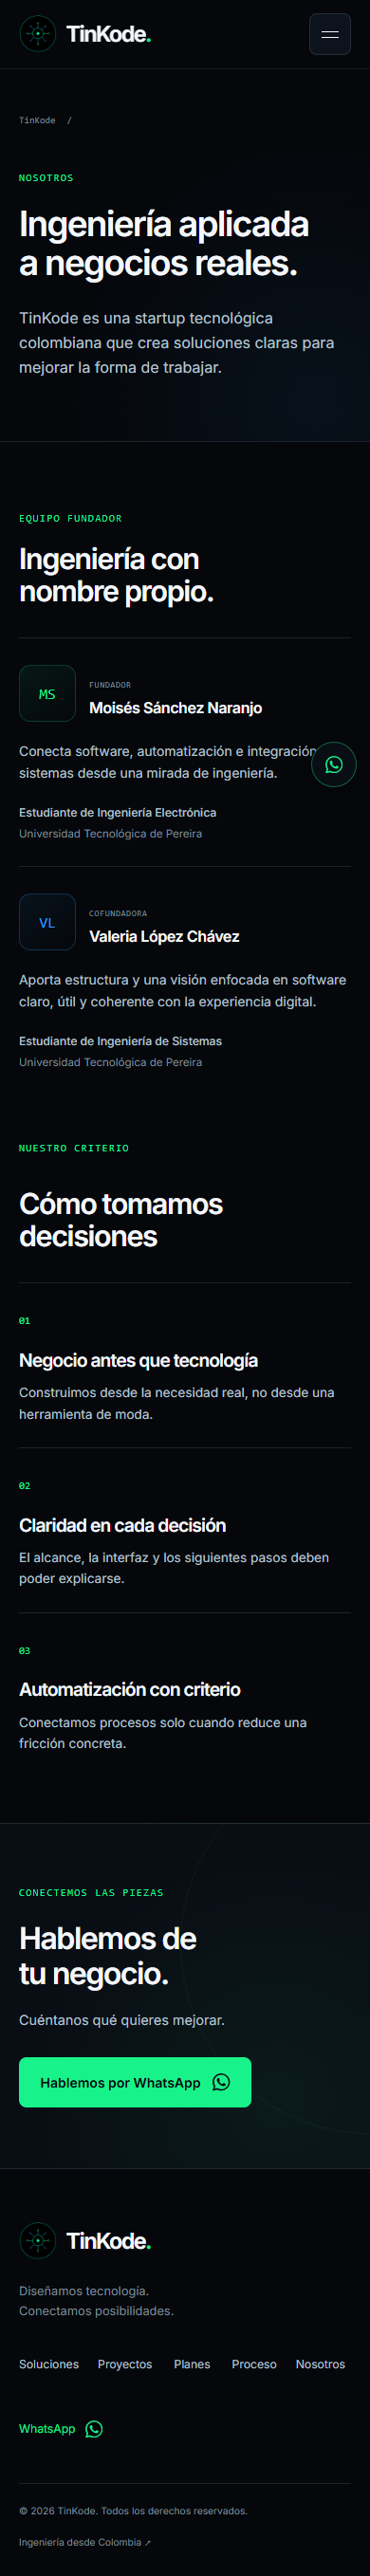 TinKode.
TinKode /
NOSOTROS
Ingeniería aplicada
a negocios reales.
TinKode es una startup tecnológica
colombiana que crea soluciones claras para
mejorar la forma de trabajar.
EQUIPO FUNDADOR
Ingeniería con
nombre propio.
MS
FUNDADOR
Moisés Sánchez Naranjo
Conecta software, automatización e integración
sistemas desde una mirada de ingeniería.
Estudiante de Ingeniería Electrónica
Universidad Tecnológica de Pereira
VL
COFUNDADORA
Valeria López Chávez
Aporta estructura y una visión enfocada en software
claro, útil y coherente con la experiencia digital.
Estudiante de Ingeniería de Sistemas
Universidad Tecnológica de Pereira
NUESTRO CRITERIO
Cómo tomamos
decisiones
01
Negocio antes que tecnología
Construimos desde la necesidad real, no desde una
herramienta de moda.
02
Claridad en cada decisión
El alcance, la interfaz y los siguientes pasos deben
poder explicarse.
03
Automatización con criterio
Conectamos procesos solo cuando reduce una
fricción concreta.
CONECTEMOS LAS PIEZAS
Hablemos de
tu negocio.
Cuéntanos qué quieres mejorar.
Hablemos por WhatsApp
TinKode.
Diseñamos tecnología.
Conectamos posibilidades.
Soluciones Proyectos Planes Proceso Nosotros
WhatsApp
© 2026 TinKode. Todos los derechos reservados.
Ingeniería desde Colombia ↗